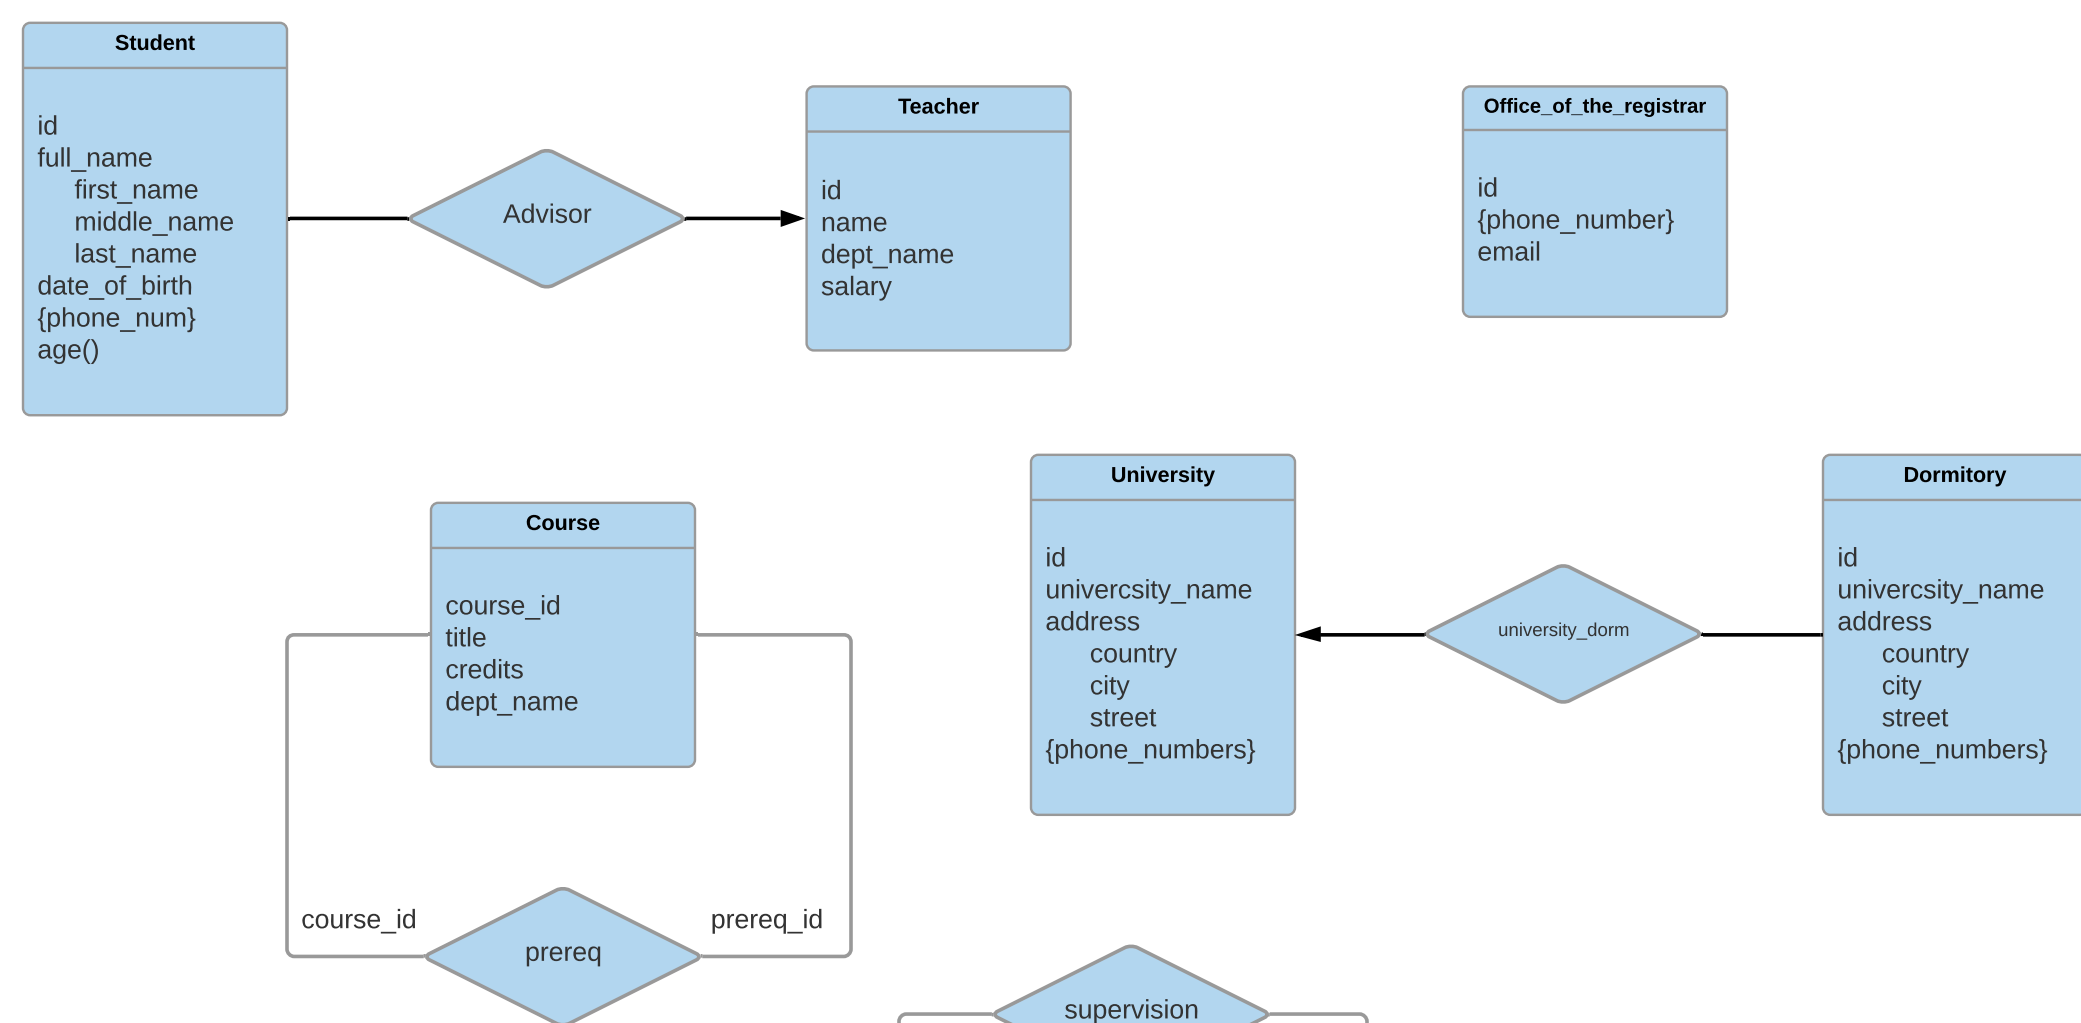 Student
id
full_name
first_name
middle_name
last_name
date_of_birth
{phone_num}
age()
Advisor
Teacher
id
name
dept_name
salary
Office_of_the_registrar
id
{phone_number}
email
Course
course_id
title
credits
dept_name
course_id
prereq
prereq_id
University
id
univercsity_name
address
country
city
street
{phone_numbers}
university_dorm
Dormitory
id
univercsity_name
address
country
city
street
{phone_numbers}
supervision